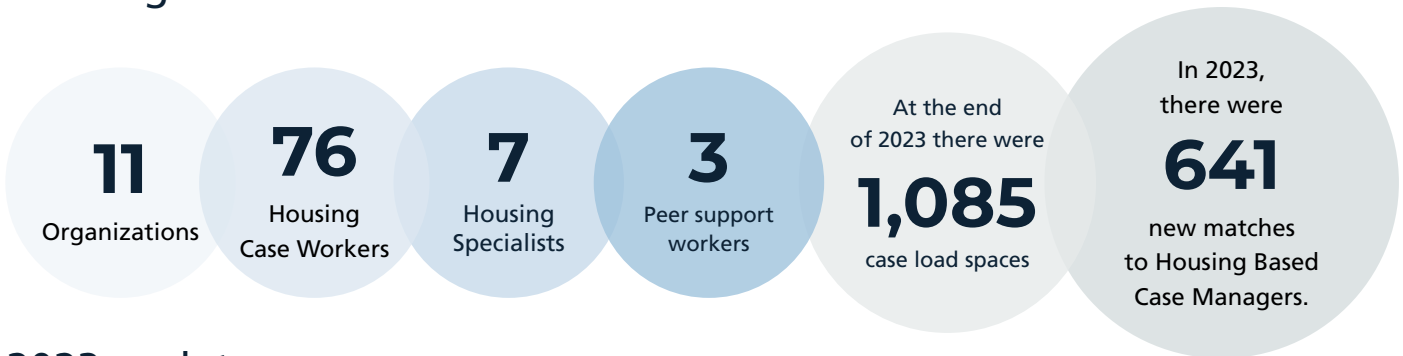 11
Organizations
76
Housing
Case Workers
7
Housing
Specialists
3
Peer support
workers
At the end
of 2023 there were
1,085
case load spaces
In 2023,
there were
641
new matches
to Housing Based
Case Managers.